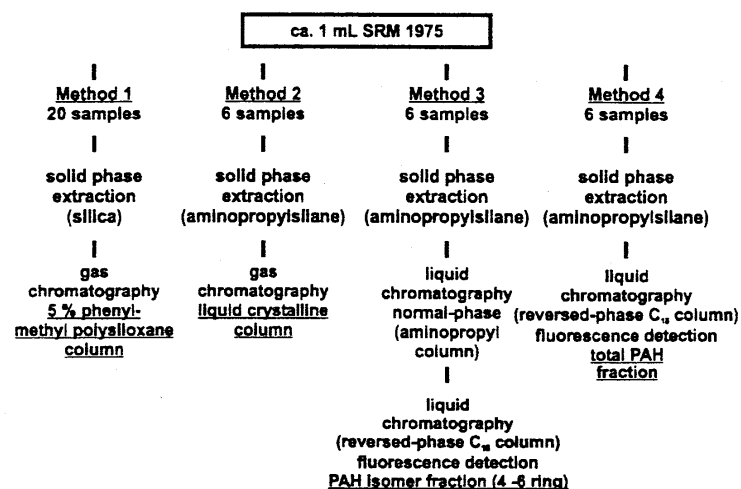 ca. 1 mL SRM 1975
Method 1
20 samples
solid phase
extraction
(silica)
gas
chromatography
5 % phenyl-
methyl polysiloxane
column
Method 2
6 samples
solid phase
extraction
(aminopropylsilane)
gas
chromatography
liquid crystalline
column
Method 3
6 samples
solid phase
extraction
(aminopropylsilane)
liquid
chromatography
normal-phase
(aminopropyl
column)
liquid
chromatography
(reversed-phase C₁₈ column)
fluorescence detection
PAH isomer fraction (4 -6 ring)
Method 4
6 samples
solid phase
extraction
(aminopropylsilane)
liquid
chromatography
(reversed-phase C₁₈ column)
fluorescence detection
total PAH
fraction